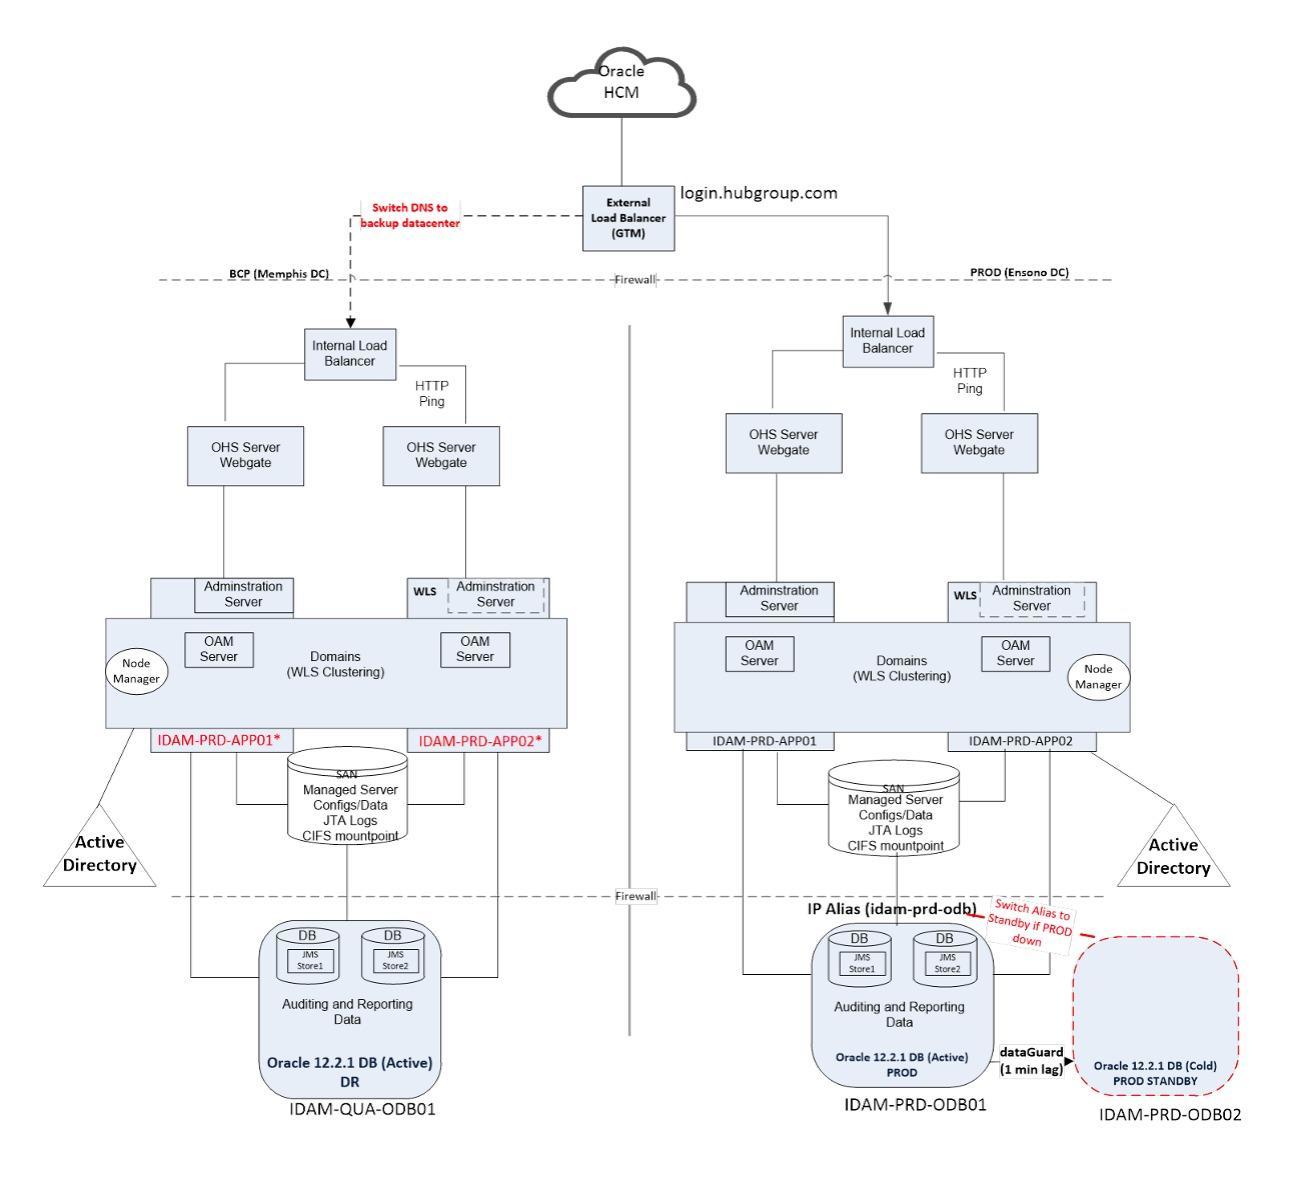 Oracle
HCM
login.hubgroup.com
External
Load Balancer
(GTM)
Switch DNS to
backup datacenter
BCP (Memphis DC)
Firewall
PROD (Ensono DC)
Internal Load
Balancer
HTTP
Ping
OHS Server
Webgate
OHS Server
Webgate
Adminstration
Server
WLS
Adminstration
Server
OAM
Server
OAM
Server
Domains
(WLS Clustering)
Node
Manager
IDAM-PRD-APP01*
IDAM-PRD-APP02*
SAN
Managed Server
Configs/Data
JTA Logs
CIFS mountpoint
Active
Directory
Internal Load
Balancer
HTTP
Ping
OHS Server
Webgate
OHS Server
Webgate
Adminstration
Server
WLS
Adminstration
Server
OAM
Server
OAM
Server
Domains
(WLS Clustering)
Node
Manager
IDAM-PRD-APP01
IDAM-PRD-APP02
SAN
Managed Server
Configs/Data
JTA Logs
CIFS mountpoint
Active
Directory
Firewall
DB
JMS
Store1
DB
JMS
Store2
Auditing and Reporting
Data
Oracle 12.2.1 DB (Active)
DR
IDAM-QUA-ODB01
IP Alias (idam-prd-odb)
Switch Alias to
Standby if PROD
down
DB
JMS
Store1
DB
JMS
Store2
Auditing and Reporting
Data
Oracle 12.2.1 DB (Active)
PROD
IDAM-PRD-ODB01
dataGuard
(1 min lag)
Oracle 12.2.1 DB (Cold)
PROD STANDBY
IDAM-PRD-ODB02